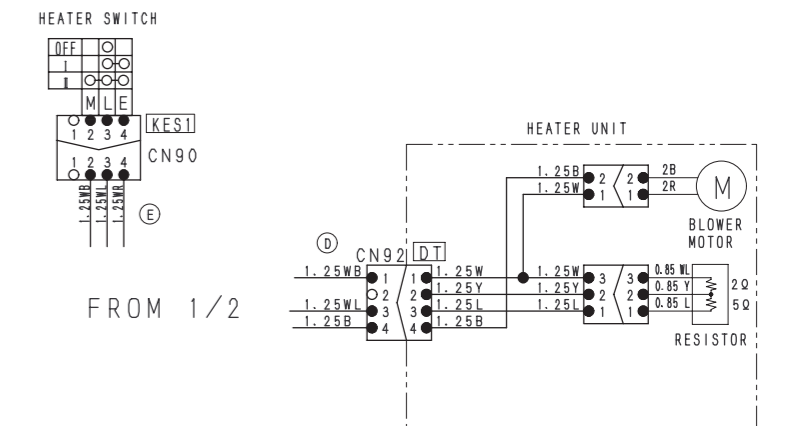 HEATER SWITCH
OFF
I
II
M L E
1 2 3 4 KES1
CN90
1 2 3 4
1.25WB 1.25WL 1.25WR
E
FROM 1/2
HEATER UNIT
1.25B 2 2 2B
1.25W 1 1 2R
M
BLOWER
MOTOR
D
CN92 DT
1.25WB 1 1 1.25W
2 2 1.25Y
1.25WL 3 3 1.25L
1.25B 4 4 1.25B
1.25W 3 3 0.85 WL
1.25Y 2 2 0.85 Y
1.25L 1 1 0.85 L
2Ω
5Ω
RESISTOR